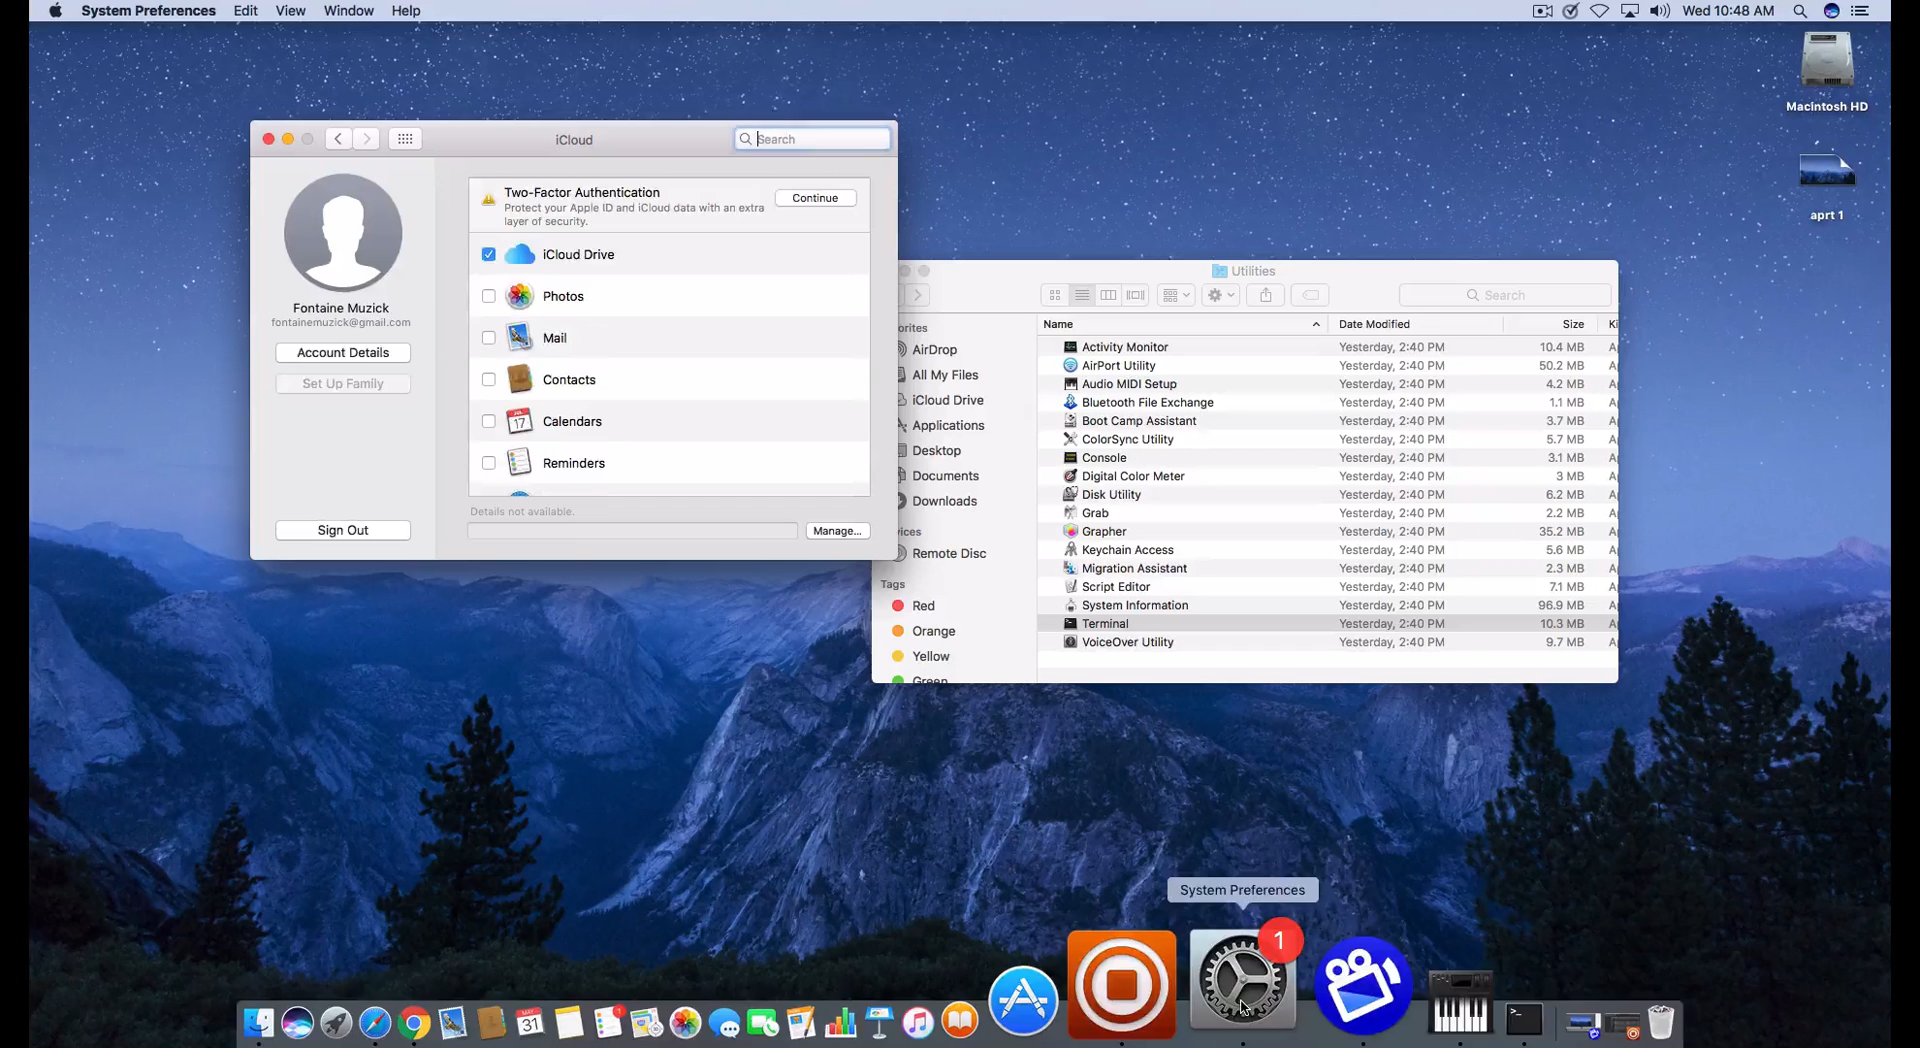 System Preferences Edit View Window Help
Wed 10:48 AM
Macintosh HD
aprt 1
iCloud
Search
Two-Factor Authentication
Protect your Apple ID and iCloud data with an extra
layer of security.
Continue
iCloud Drive
Photos
Mail
Contacts
Calendars
JUL
17
Reminders
Fontaine Muzick
fontainemuzick@gmail.com
Account Details
Set Up Family
Sign Out
Details not available.
Manage...
Utilities
Search
Name Date Modified Size Ki
Activity Monitor Yesterday, 2:40 PM 10.4 MB A
AirPort Utility Yesterday, 2:40 PM 50.2 MB A
Audio MIDI Setup Yesterday, 2:40 PM 4.2 MB A
Bluetooth File Exchange Yesterday, 2:40 PM 1.1 MB A
Boot Camp Assistant Yesterday, 2:40 PM 3.7 MB A
ColorSync Utility Yesterday, 2:40 PM 5.7 MB A
Console Yesterday, 2:40 PM 3.1 MB A
Digital Color Meter Yesterday, 2:40 PM 3 MB A
Disk Utility Yesterday, 2:40 PM 6.2 MB A
Grab Yesterday, 2:40 PM 2.2 MB A
Grapher Yesterday, 2:40 PM 35.2 MB A
Keychain Access Yesterday, 2:40 PM 5.6 MB A
Migration Assistant Yesterday, 2:40 PM 2.3 MB A
Script Editor Yesterday, 2:40 PM 7.1 MB A
System Information Yesterday, 2:40 PM 96.9 MB A
Terminal Yesterday, 2:40 PM 10.3 MB A
VoiceOver Utility Yesterday, 2:40 PM 9.7 MB A
orites
AirDrop
All My Files
iCloud Drive
Applications
Desktop
Documents
Downloads
vices
Remote Disc
Tags
Red
Orange
Yellow
Green
System Preferences
1
MAY
31
1